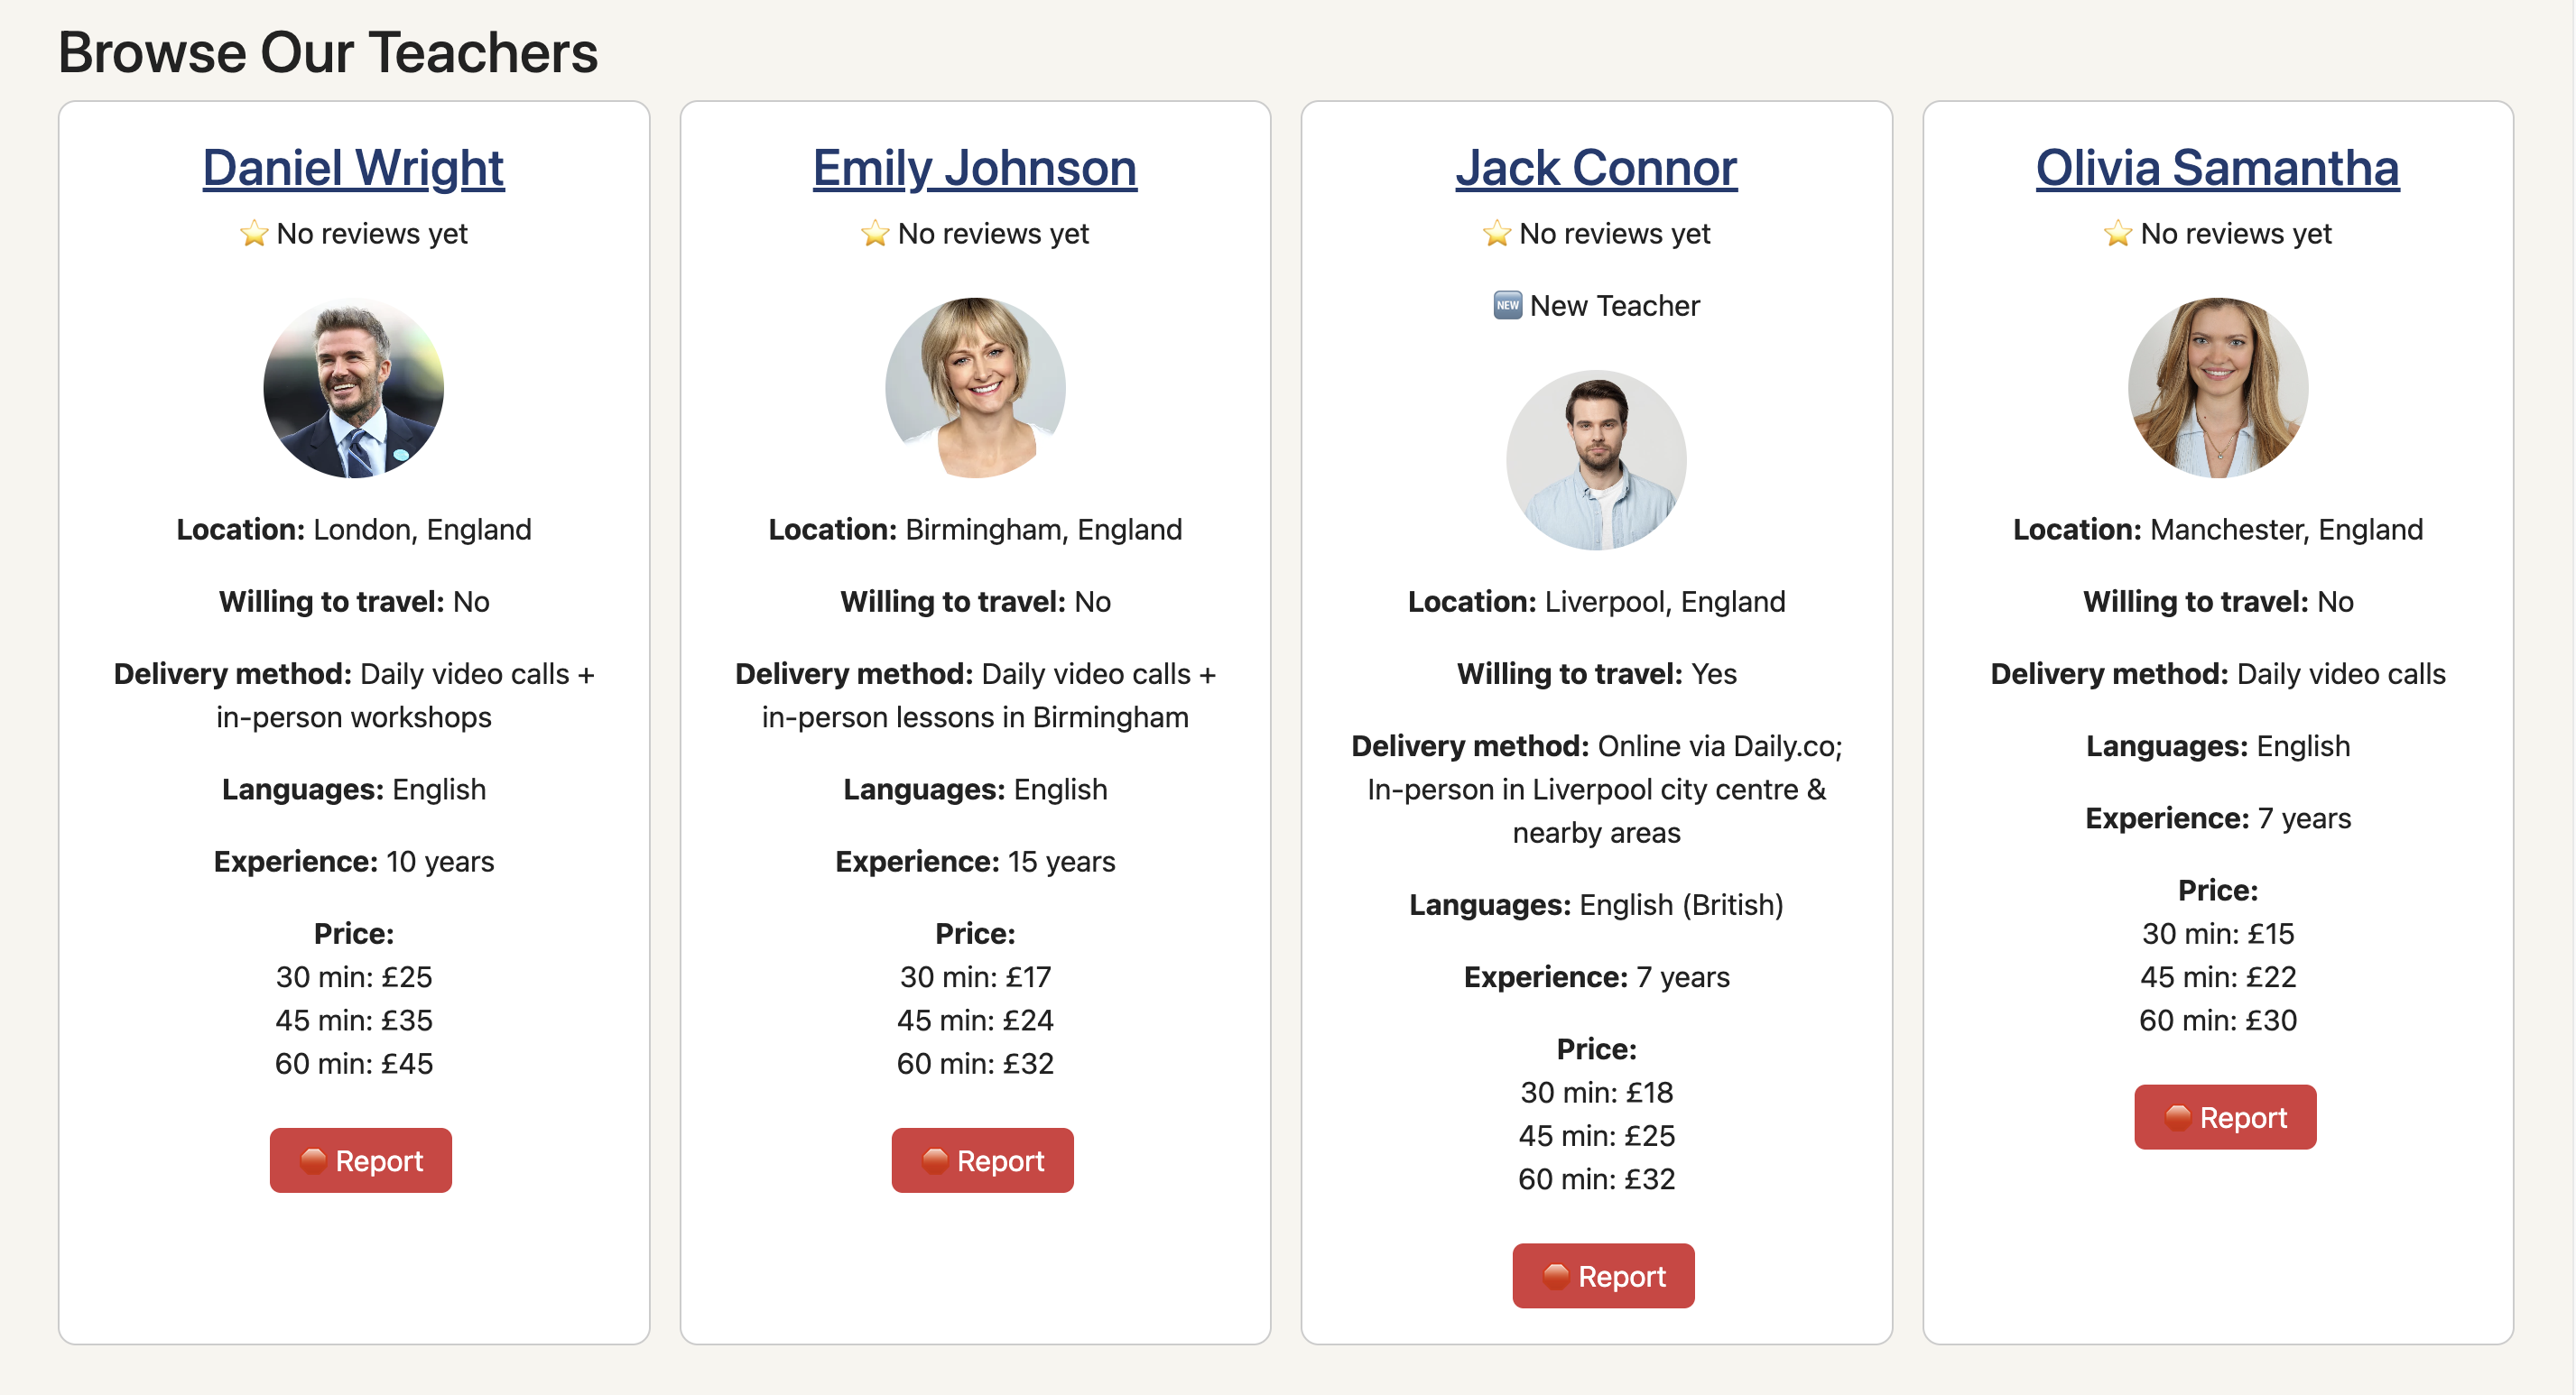 Browse Our Teachers
Daniel Wright
⭐ No reviews yet
Location: London, England
Willing to travel: No
Delivery method: Daily video calls +
in-person workshops
Languages: English
Experience: 10 years
Price:
30 min: £25
45 min: £35
60 min: £45
🛑 Report
Emily Johnson
⭐ No reviews yet
Location: Birmingham, England
Willing to travel: No
Delivery method: Daily video calls +
in-person lessons in Birmingham
Languages: English
Experience: 15 years
Price:
30 min: £17
45 min: £24
60 min: £32
🛑 Report
Jack Connor
⭐ No reviews yet
🆕 New Teacher
Location: Liverpool, England
Willing to travel: Yes
Delivery method: Online via Daily.co;
In-person in Liverpool city centre &
nearby areas
Languages: English (British)
Experience: 7 years
Price:
30 min: £18
45 min: £25
60 min: £32
🛑 Report
Olivia Samantha
⭐ No reviews yet
Location: Manchester, England
Willing to travel: No
Delivery method: Daily video calls
Languages: English
Experience: 7 years
Price:
30 min: £15
45 min: £22
60 min: £30
🛑 Report